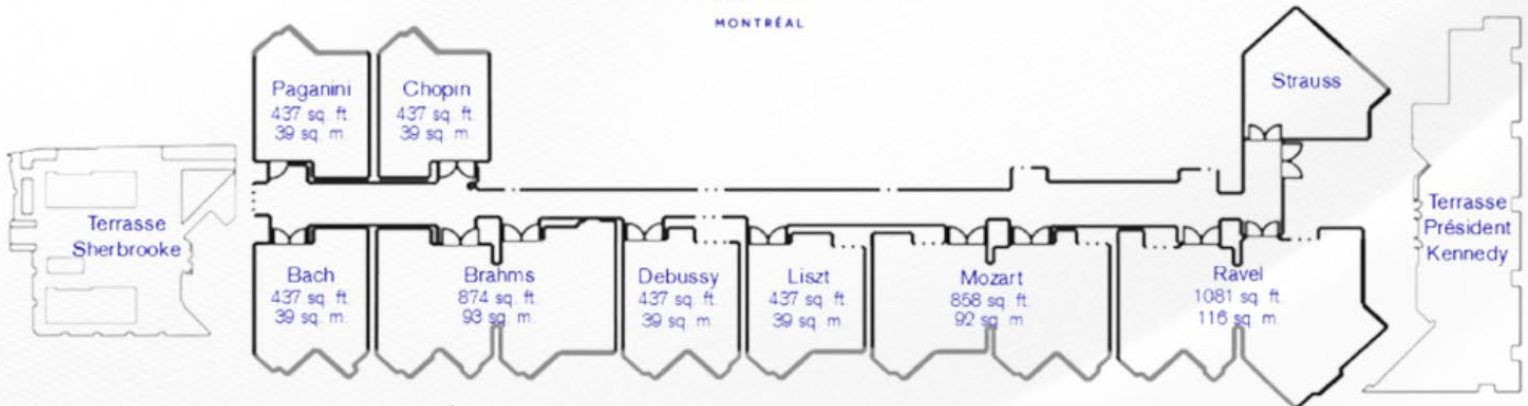 MONTRÉAL
Paganini
437 sq. ft.
39 sq. m.
Chopin
437 sq. ft.
39 sq. m.
Strauss
Terrasse
Sherbrooke
Terrasse
Président
Kennedy
Bach
437 sq. ft.
39 sq. m.
Brahms
874 sq. ft.
93 sq. m.
Debussy
437 sq. ft.
39 sq. m.
Liszt
437 sq. ft.
39 sq. m.
Mozart
858 sq. ft.
92 sq. m.
Ravel
1081 sq. ft.
116 sq. m.